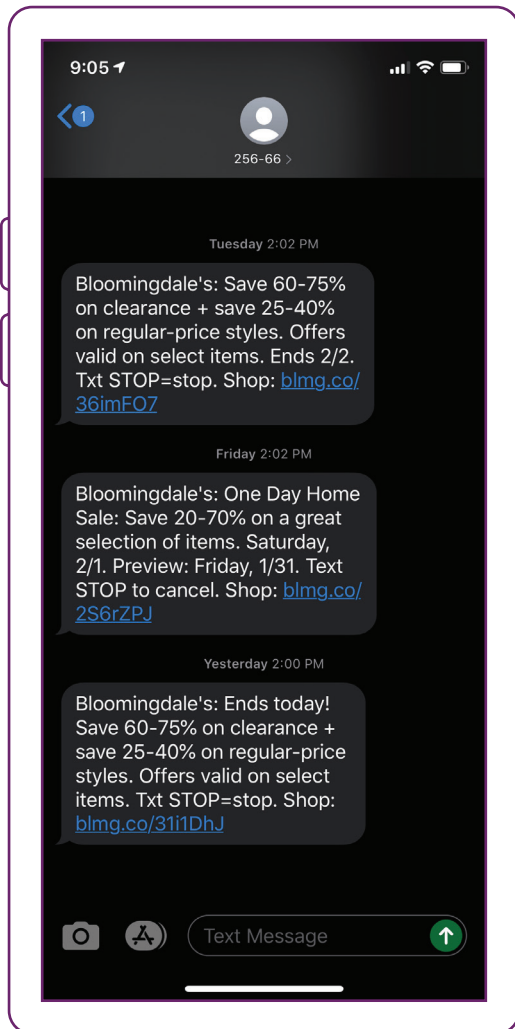 9:05
1
256-66 >
Tuesday 2:02 PM
Bloomingdale's: Save 60-75%
on clearance + save 25-40%
on regular-price styles. Offers
valid on select items. Ends 2/2.
Txt STOP=stop. Shop: blmg.co/
36imFO7
Friday 2:02 PM
Bloomingdale's: One Day Home
Sale: Save 20-70% on a great
selection of items. Saturday,
2/1. Preview: Friday, 1/31. Text
STOP to cancel. Shop: blmg.co/
2S6rZPJ
Yesterday 2:00 PM
Bloomingdale's: Ends today!
Save 60-75% on clearance +
save 25-40% on regular-price
styles. Offers valid on select
items. Txt STOP=stop. Shop:
blmg.co/31i1DhJ
Text Message